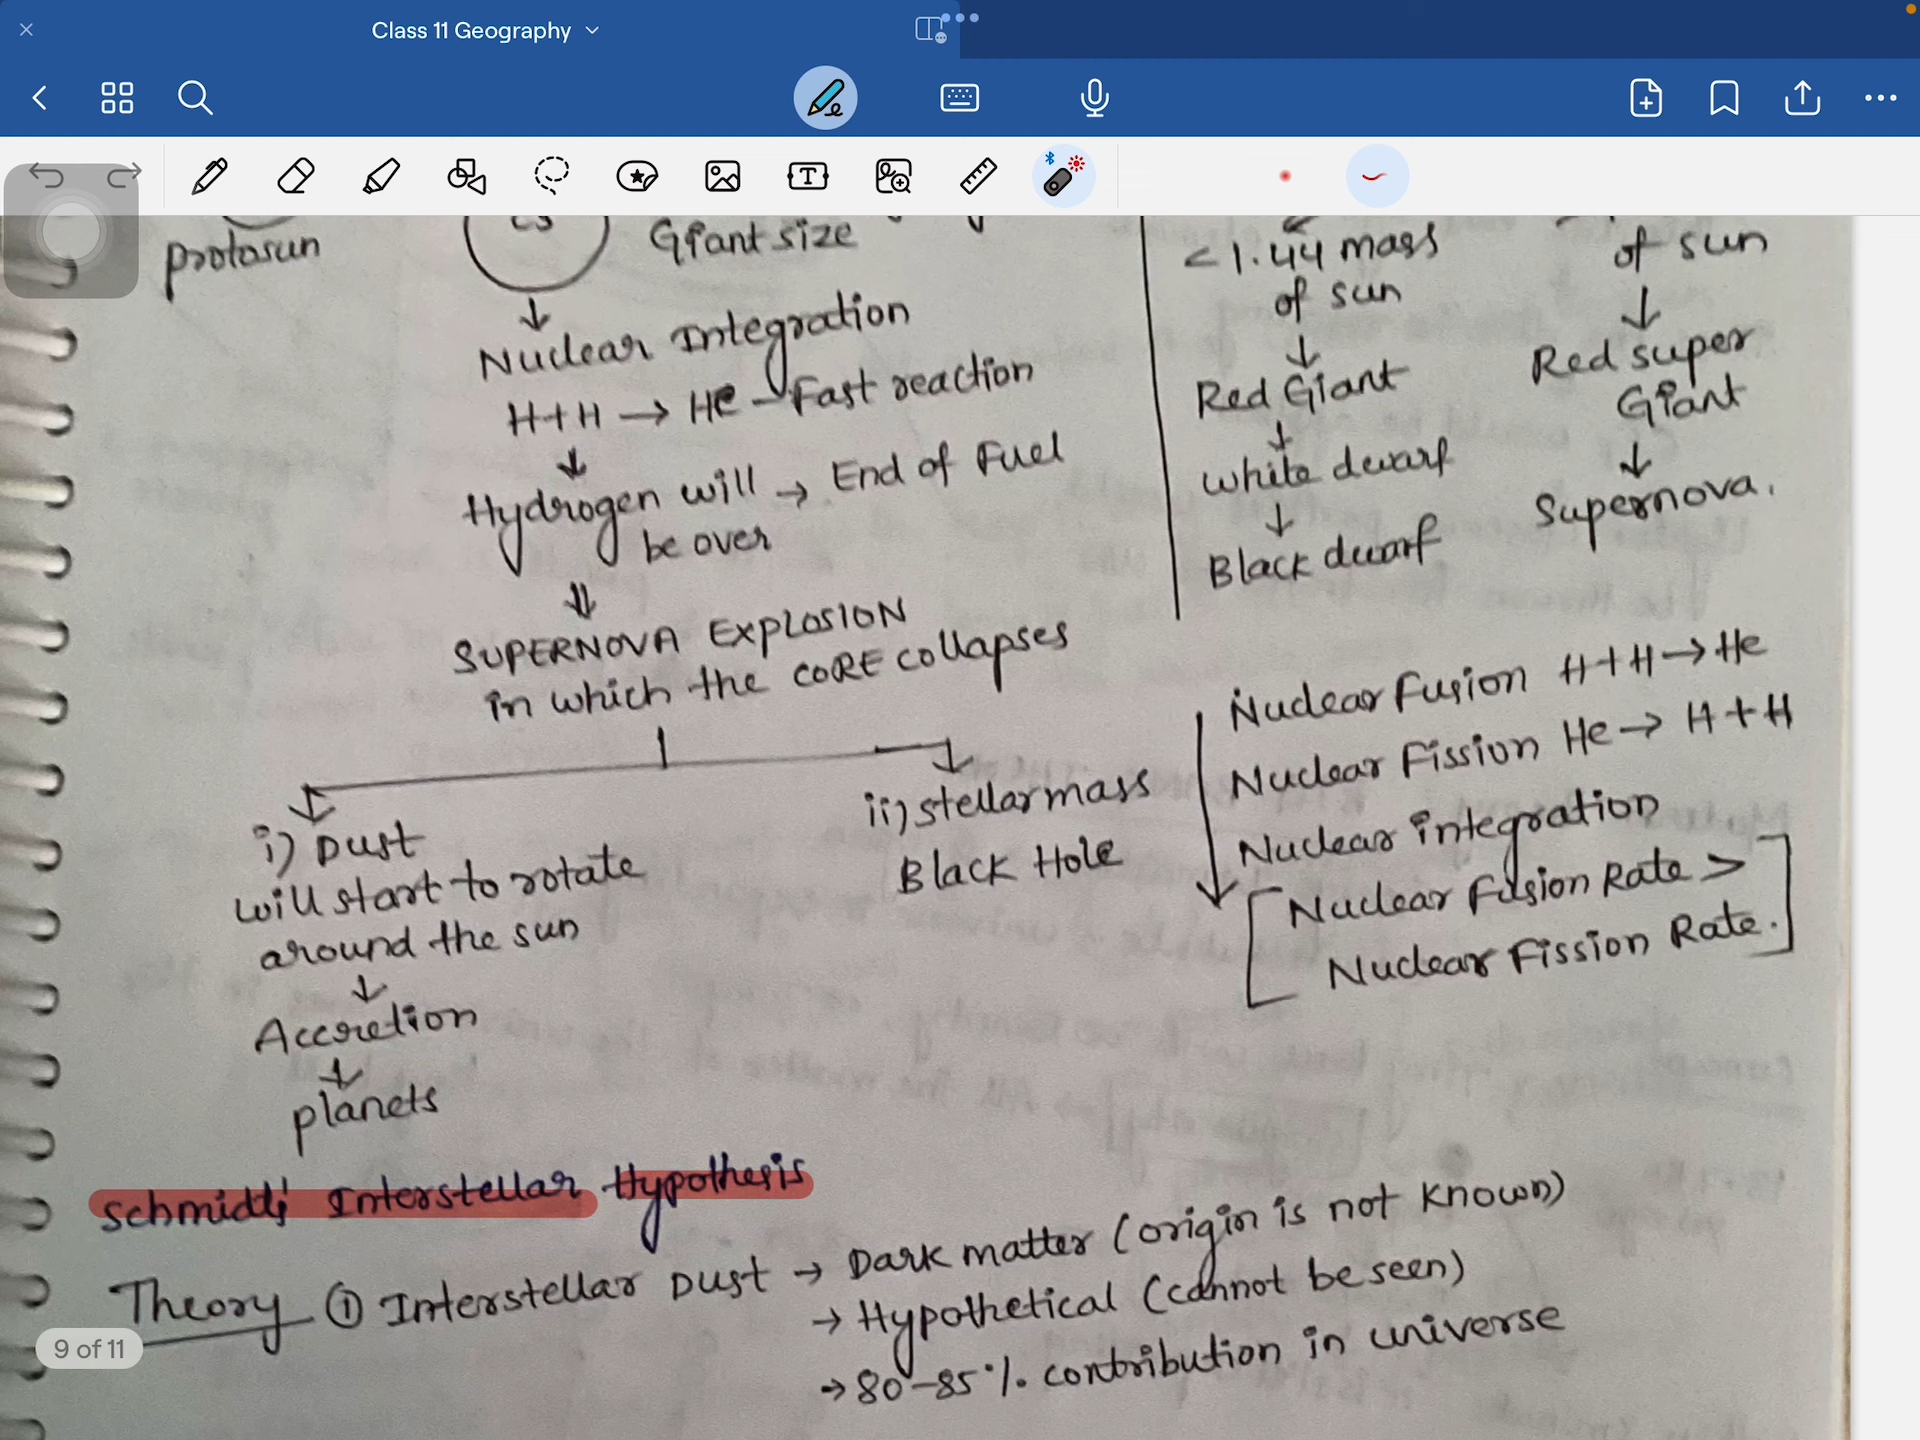 Class 11 Geography
protosun
CS
Giant size
Nuclear Integration
H+H → He - Fast reaction
Hydrogen will → End of Fuel
be over
SUPERNOVA EXPLOSION
in which the CORE collapses
i) Dust
will start to rotate
around the sun
Accretion
planets
ii) stellar mass
Black Hole
< 1.44 mass
of sun
Red Giant
white dwarf
Black dwarf
of sun
Red super
Giant
Supernova.
Nuclear Fusion H+H → He
Nuclear Fission He → H+H
Nuclear integration
[Nuclear Fusion Rate >
Nuclear Fission Rate.]
Schmidt's Interstellar Hypothesis
Theory ① Interstellar Dust → Dark matter (origin is not known)
→ Hypothetical (cannot be seen)
→ 80-85% contribution in universe
9 of 11